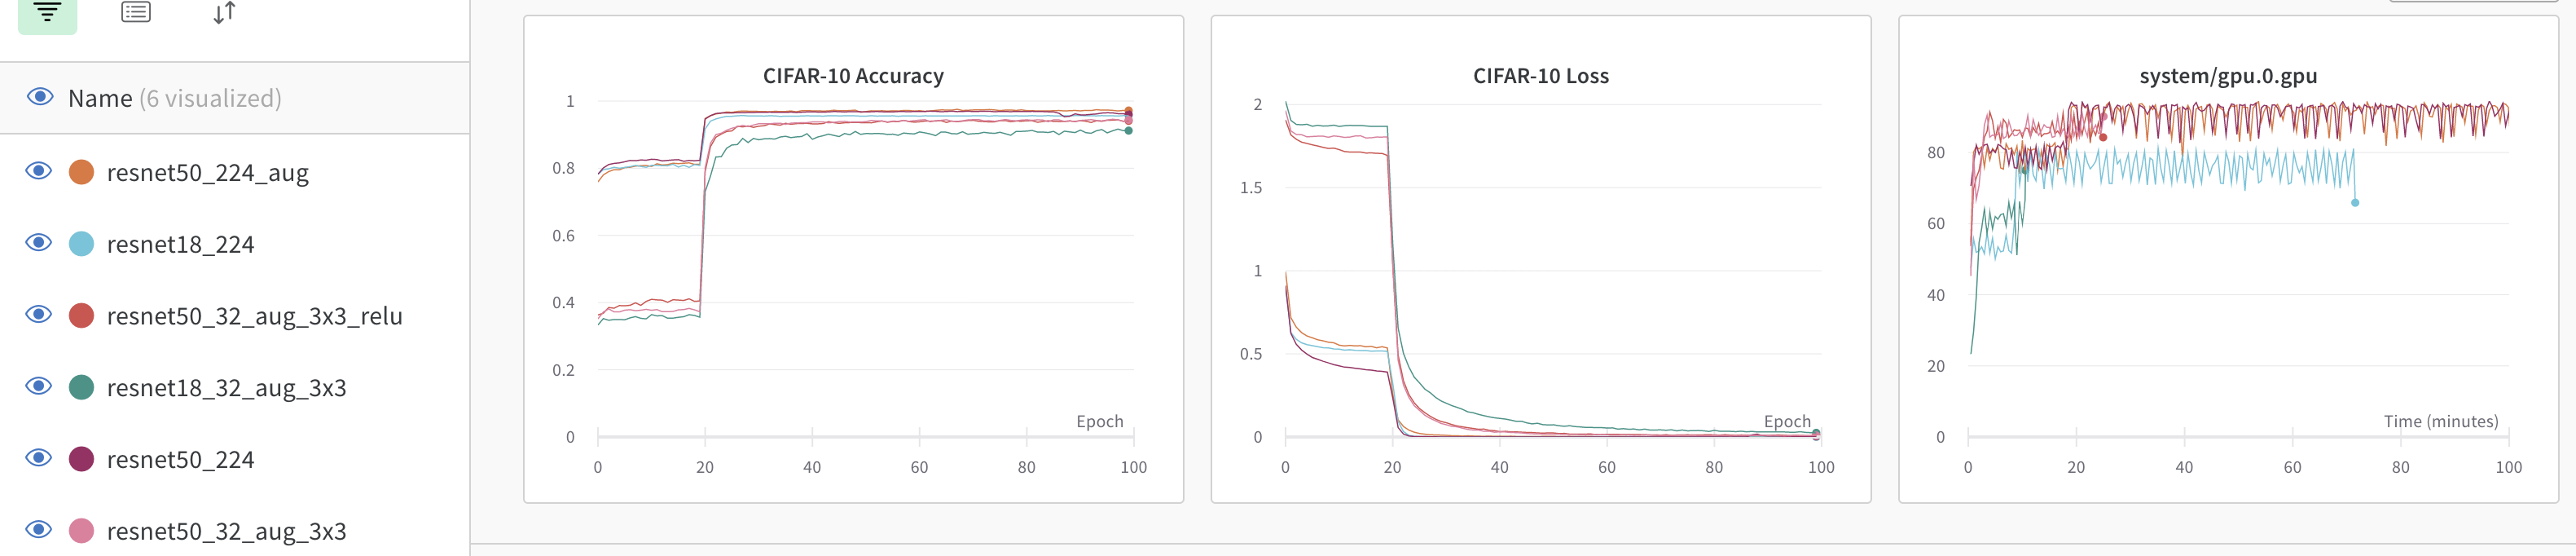 Name (6 visualized)
resnet50_224_aug
resnet18_224
resnet50_32_aug_3x3_relu
resnet18_32_aug_3x3
resnet50_224
resnet50_32_aug_3x3
CIFAR-10 Accuracy
1
0.8
0.6
0.4
0.2
0
Epoch
0 20 40 60 80 100
CIFAR-10 Loss
2
1.5
1
0.5
0
Epoch
0 20 40 60 80 100
system/gpu.0.gpu
80
60
40
20
0
Time (minutes)
0 20 40 60 80 100